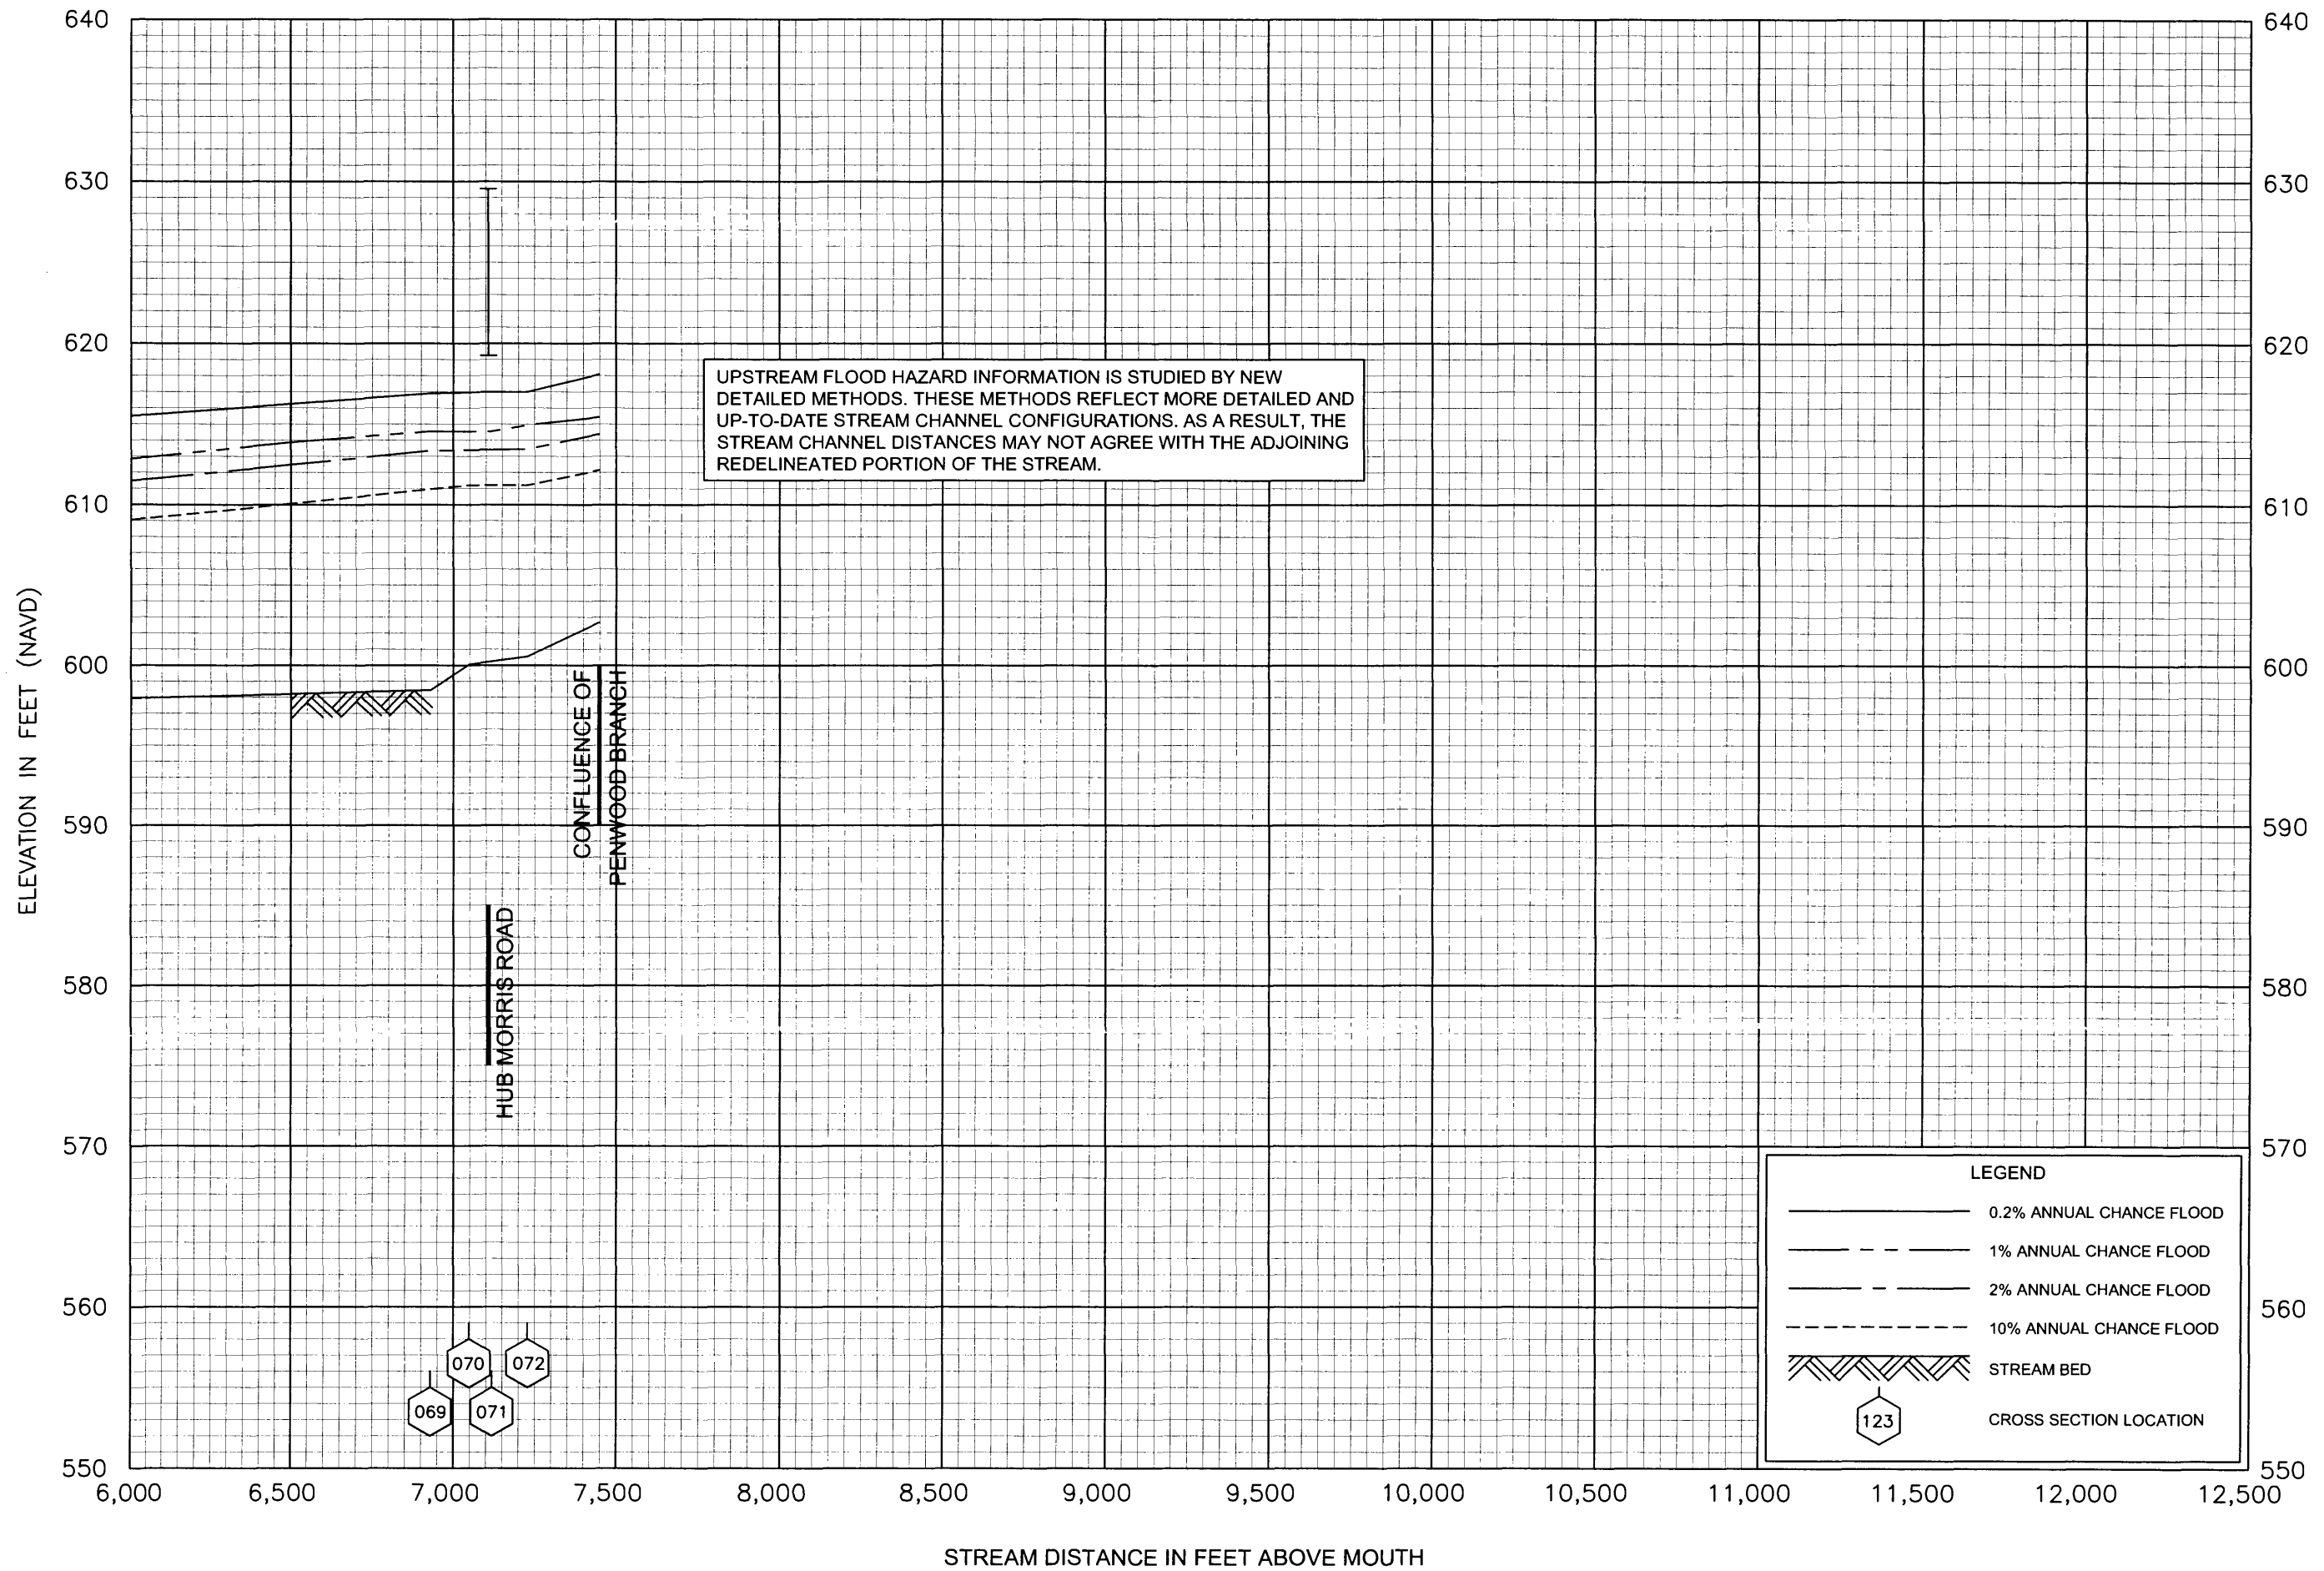 640
640
630
630
620
620
UPSTREAM FLOOD HAZARD INFORMATION IS STUDIED BY NEW
DETAILED METHODS. THESE METHODS REFLECT MORE DETAILED AND
UP-TO-DATE STREAM CHANNEL CONFIGURATIONS. AS A RESULT, THE
STREAM CHANNEL DISTANCES MAY NOT AGREE WITH THE ADJOINING
REDELINEATED PORTION OF THE STREAM.
610
610
600
600
ELEVATION IN FEET (NAVD)
CONFLUENCE OF
PENWOOD BRANCH
590
590
HUB MORRIS ROAD
580
580
570
570
560
560
550
550
070
072
069
071
LEGEND
0.2% ANNUAL CHANCE FLOOD
1% ANNUAL CHANCE FLOOD
2% ANNUAL CHANCE FLOOD
10% ANNUAL CHANCE FLOOD
STREAM BED
123
CROSS SECTION LOCATION
6,000
6,500
7,000
7,500
8,000
8,500
9,000
9,500
10,000
10,500
11,000
11,500
12,000
12,500
STREAM DISTANCE IN FEET ABOVE MOUTH